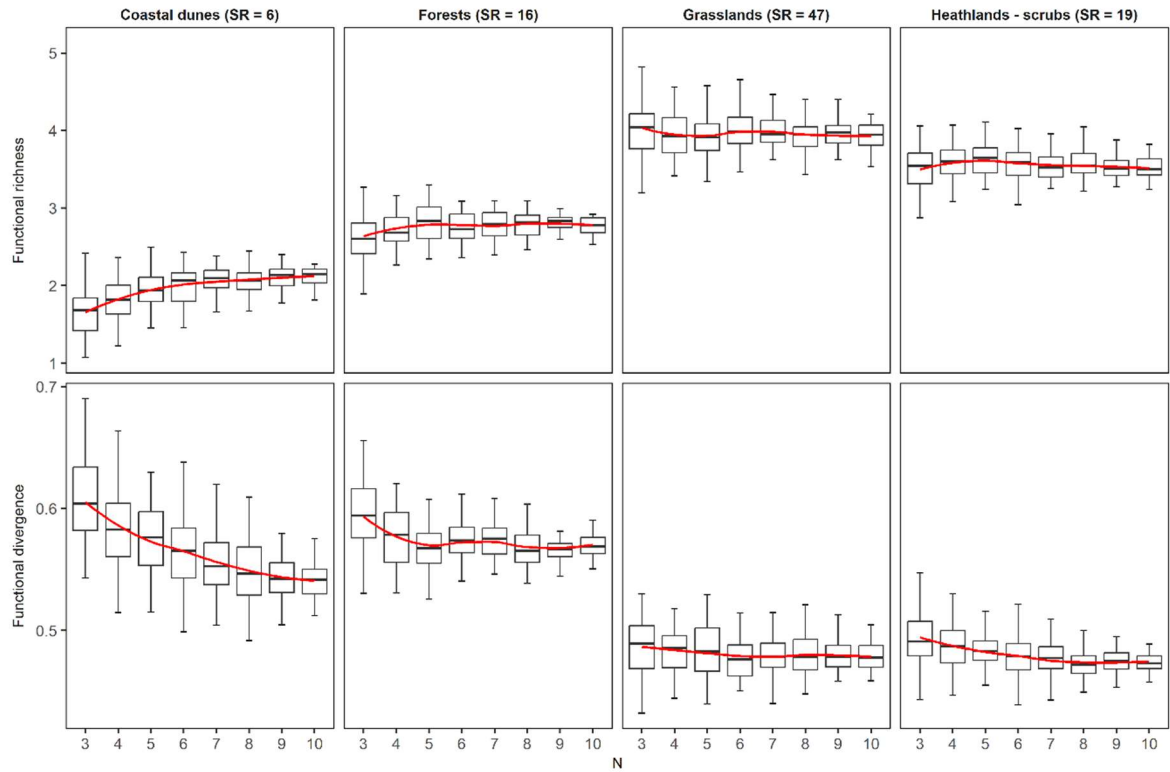 Coastal dunes (SR = 6)
Forests (SR = 16)
Grasslands (SR = 47)
Heathlands - scrubs (SR = 19)
Functional richness
5
4
3
2
1
Functional divergence
0.7
0.6
0.5
3 4 5 6 7 8 9 10
3 4 5 6 7 8 9 10
3 4 5 6 7 8 9 10
3 4 5 6 7 8 9 10
N